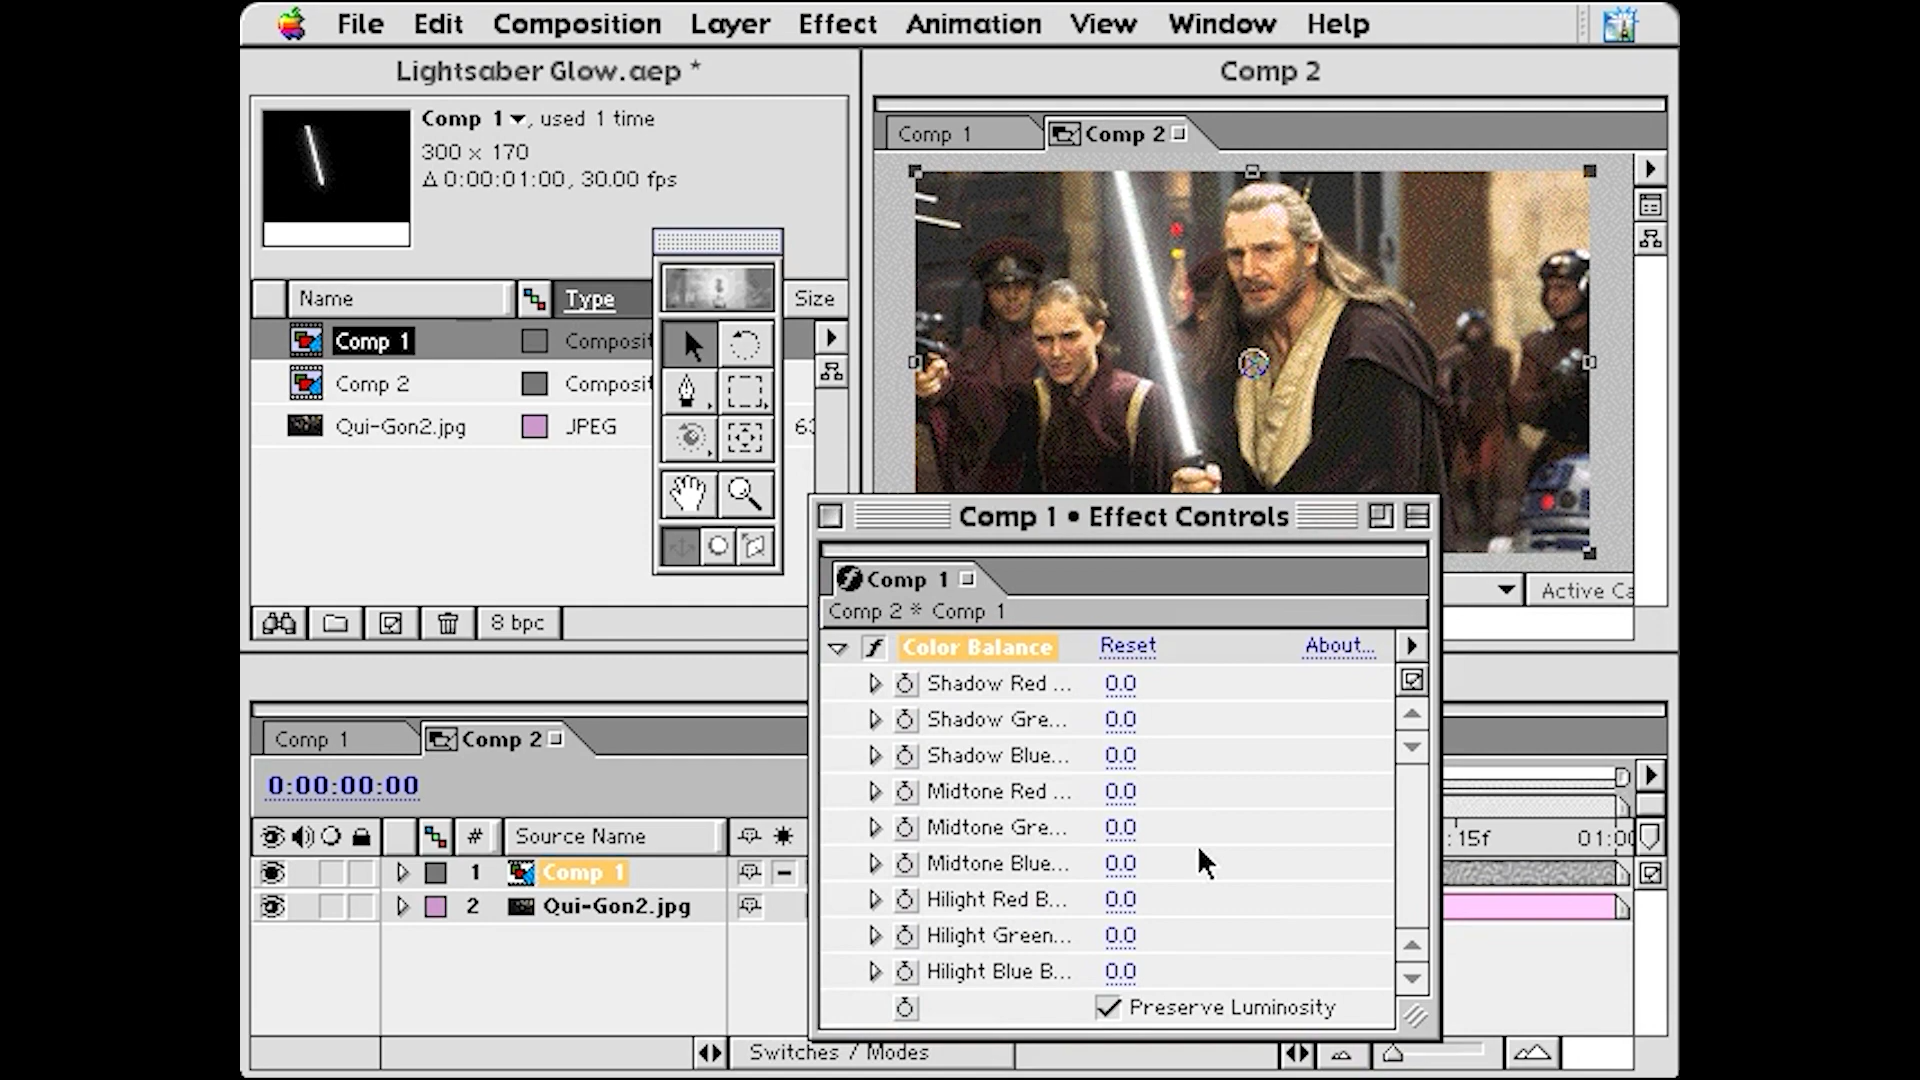 File Edit Composition Layer Effect Animation View Window Help
Lightsaber Glow.aep *
Comp 1, used 1 time
300 x 170
Δ 0:00:01:00, 30.00 fps
Name Type Size
Comp 1 Composit
Comp 2 Composit
Qui-Gon2.jpg JPEG 63
8 bpc
Comp 2
Comp 1 Comp 2
Active Ca
Comp 1 • Effect Controls
Comp 1
Comp 2 * Comp 1
Color Balance Reset About...
Shadow Red ... 0.0
Shadow Gre... 0.0
Shadow Blue... 0.0
Midtone Red ... 0.0
Midtone Gre... 0.0
Midtone Blue... 0.0
Hilight Red B... 0.0
Hilight Green... 0.0
Hilight Blue B... 0.0
Preserve Luminosity
Comp 1 Comp 2
0:00:00:00
# Source Name
:15f 01:00
1 Comp 1
2 Qui-Gon2.jpg
Switches / Modes